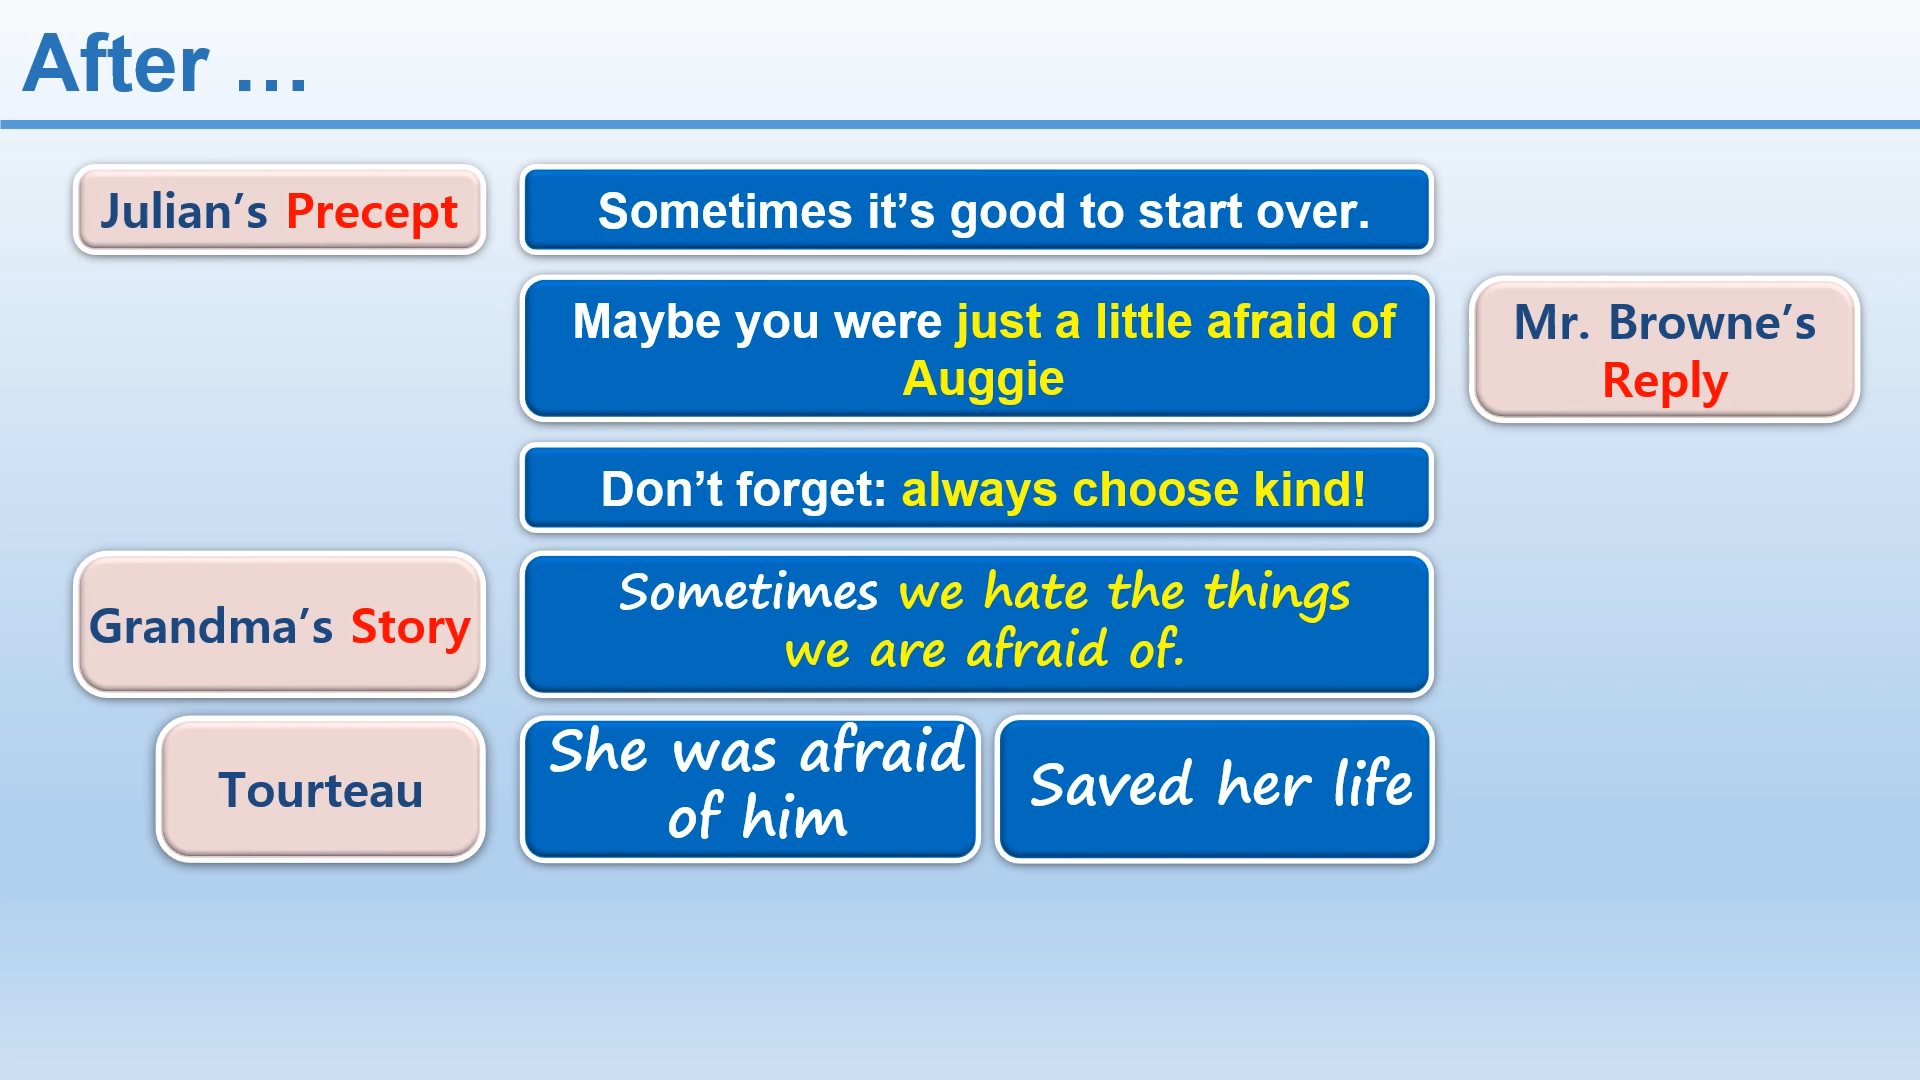 After …
Julian’s Precept
Sometimes it’s good to start over.
Maybe you were just a little afraid of
Auggie
Mr. Browne’s
Reply
Don’t forget: always choose kind!
Grandma’s Story
Sometimes we hate the things
we are afraid of.
Tourteau
She was afraid
of him
Saved her life